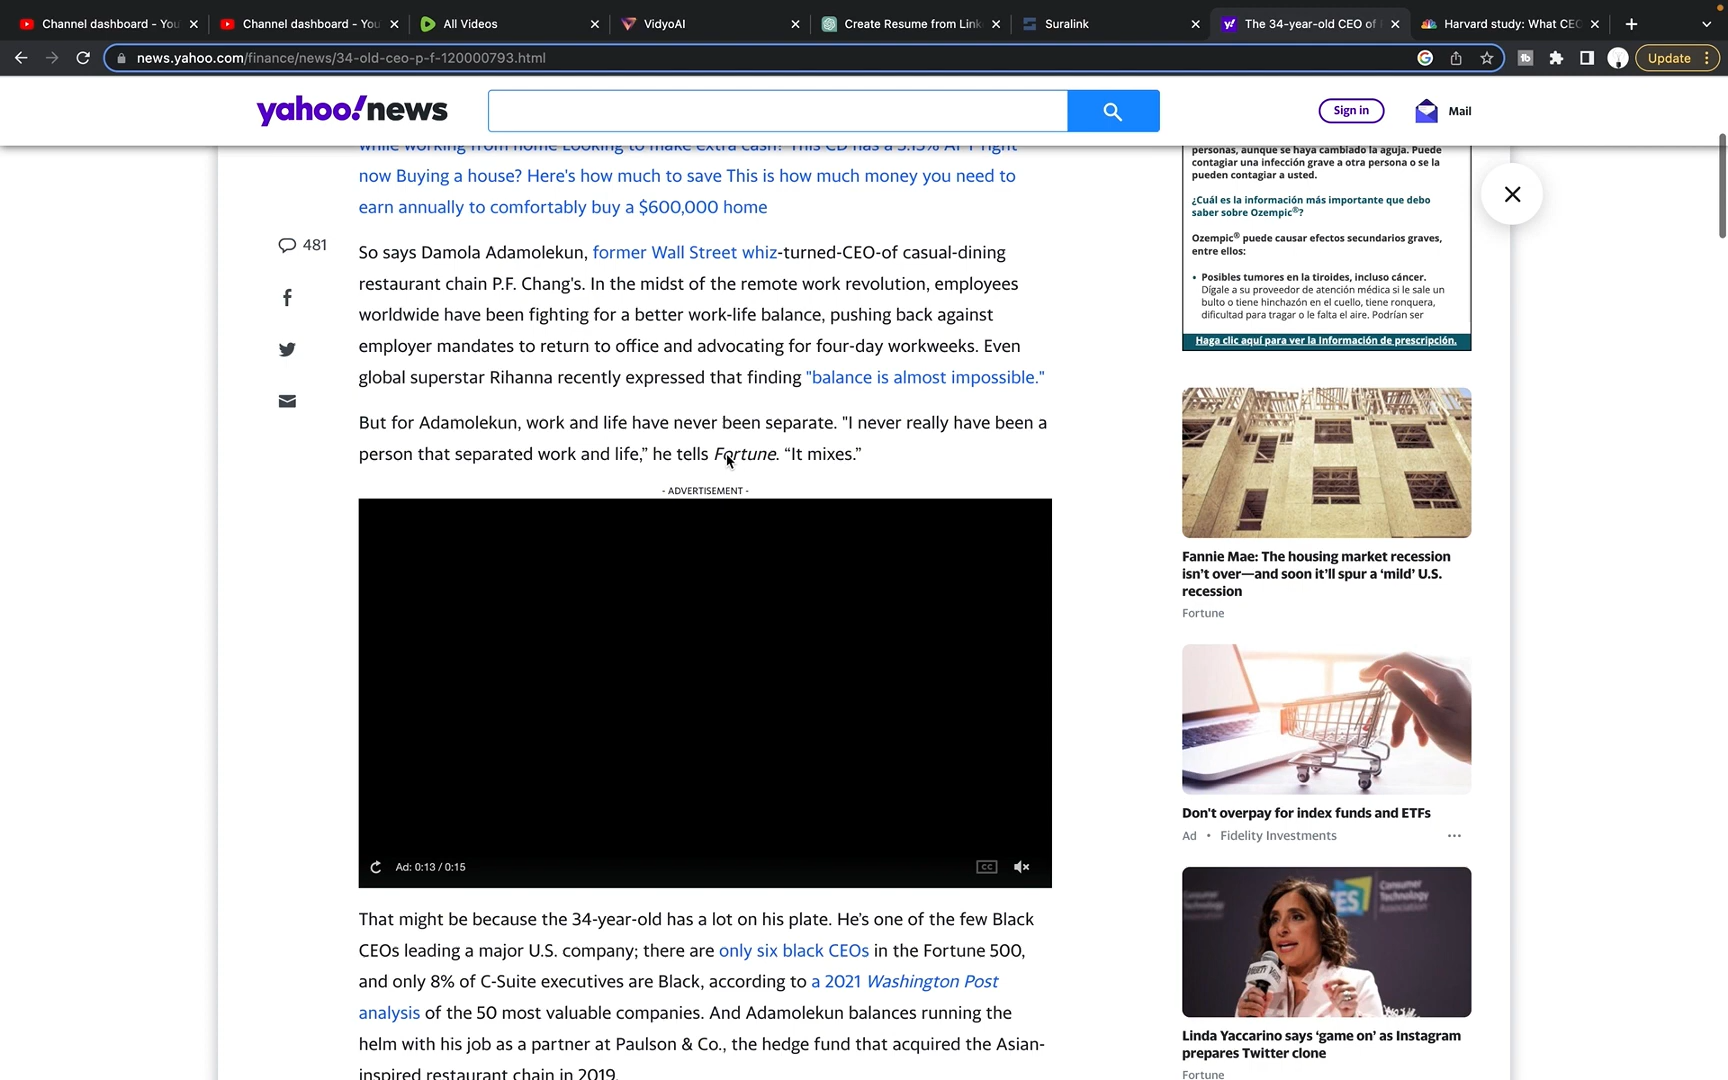 Channel dashboard - You
Channel dashboard - You
All Videos
VidyoAI
Create Resume from Link
Suralink
The 34-year-old CEO of
Harvard study: What CEO
news.yahoo.com/finance/news/34-old-ceo-p-f-120000793.html
Update
yahoo!news
Sign in
Mail
while working from home Looking to make extra cash? This CD has a 5.15% APY right
now Buying a house? Here's how much to save This is how much money you need to
earn annually to comfortably buy a $600,000 home
481
So says Damola Adamolekun, former Wall Street whiz-turned-CEO-of casual-dining
restaurant chain P.F. Chang's. In the midst of the remote work revolution, employees
worldwide have been fighting for a better work-life balance, pushing back against
employer mandates to return to office and advocating for four-day workweeks. Even
global superstar Rihanna recently expressed that finding "balance is almost impossible."
But for Adamolekun, work and life have never been separate. "I never really have been a
person that separated work and life,” he tells Fortune. “It mixes.”
- ADVERTISEMENT -
Ad: 0:13 / 0:15
CC
That might be because the 34-year-old has a lot on his plate. He’s one of the few Black
CEOs leading a major U.S. company; there are only six black CEOs in the Fortune 500,
and only 8% of C-Suite executives are Black, according to a 2021 Washington Post
analysis of the 50 most valuable companies. And Adamolekun balances running the
helm with his job as a partner at Paulson & Co., the hedge fund that acquired the Asian-
inspired restaurant chain in 2019.
personas, aunque se haya cambiado la aguja. Puede
contagiar una infección grave a otra persona o se la
pueden contagiar a usted.
¿Cuál es la información más importante que debo
saber sobre Ozempic®?
Ozempic® puede causar efectos secundarios graves,
entre ellos:
• Posibles tumores en la tiroides, incluso cáncer.
Dígale a su proveedor de atención médica si le sale un
bulto o tiene hinchazón en el cuello, tiene ronquera,
dificultad para tragar o le falta el aire. Podrían ser
Haga clic aquí para ver la Información de prescripción.
Fannie Mae: The housing market recession
isn’t over—and soon it’ll spur a ‘mild’ U.S.
recession
Fortune
Don't overpay for index funds and ETFs
Ad • Fidelity Investments
Consumer
Technology
Association
VARIETY
Linda Yaccarino says ‘game on’ as Instagram
prepares Twitter clone
Fortune